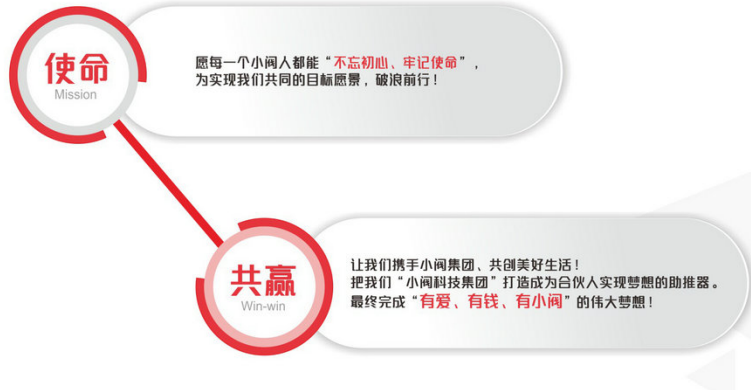 使命
Mission
愿每一个小阀人都能“不忘初心、牢记使命”，
为实现我们共同的目标愿景，破浪前行！
共赢
Win-win
让我们携手小阀集团、共创美好生活！
把我们“小阀科技集团”打造成为合伙人实现梦想的助推器。
最终完成“有爱、有钱、有小阀”的伟大梦想！